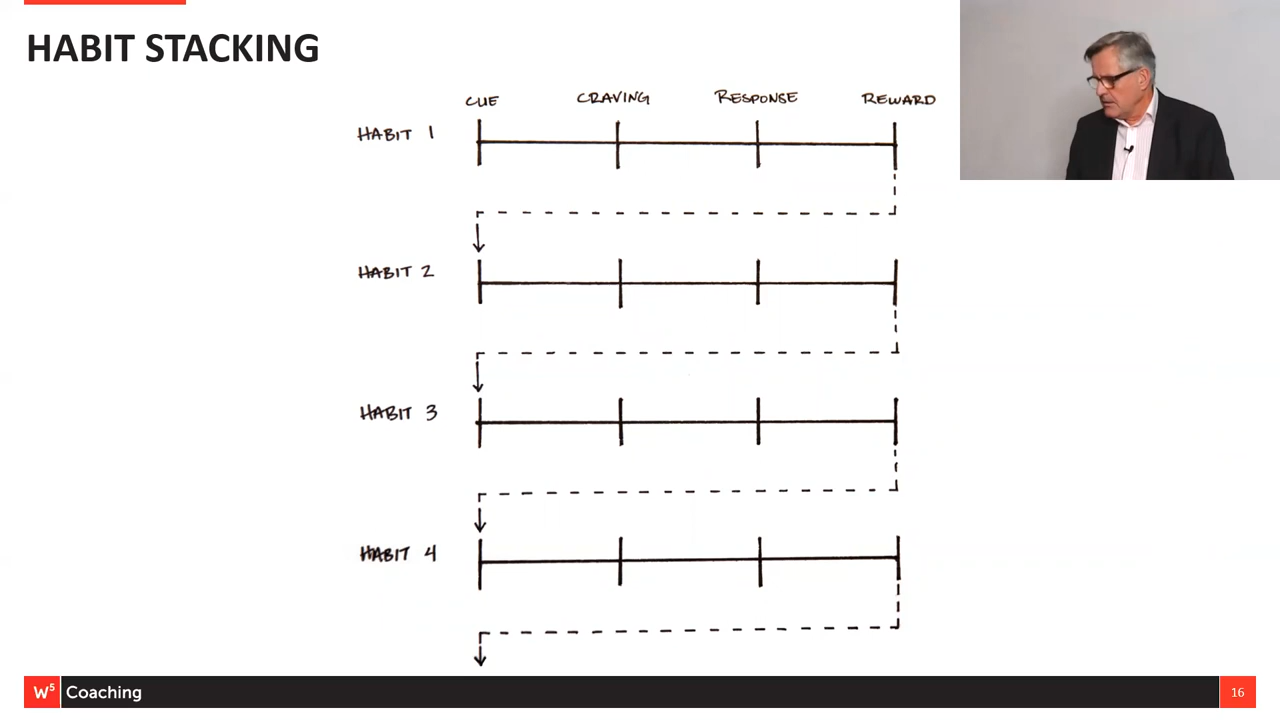 HABIT STACKING
CUE CRAVING RESPONSE REWARD
HABIT 1
HABIT 2
HABIT 3
HABIT 4
W5 Coaching 16